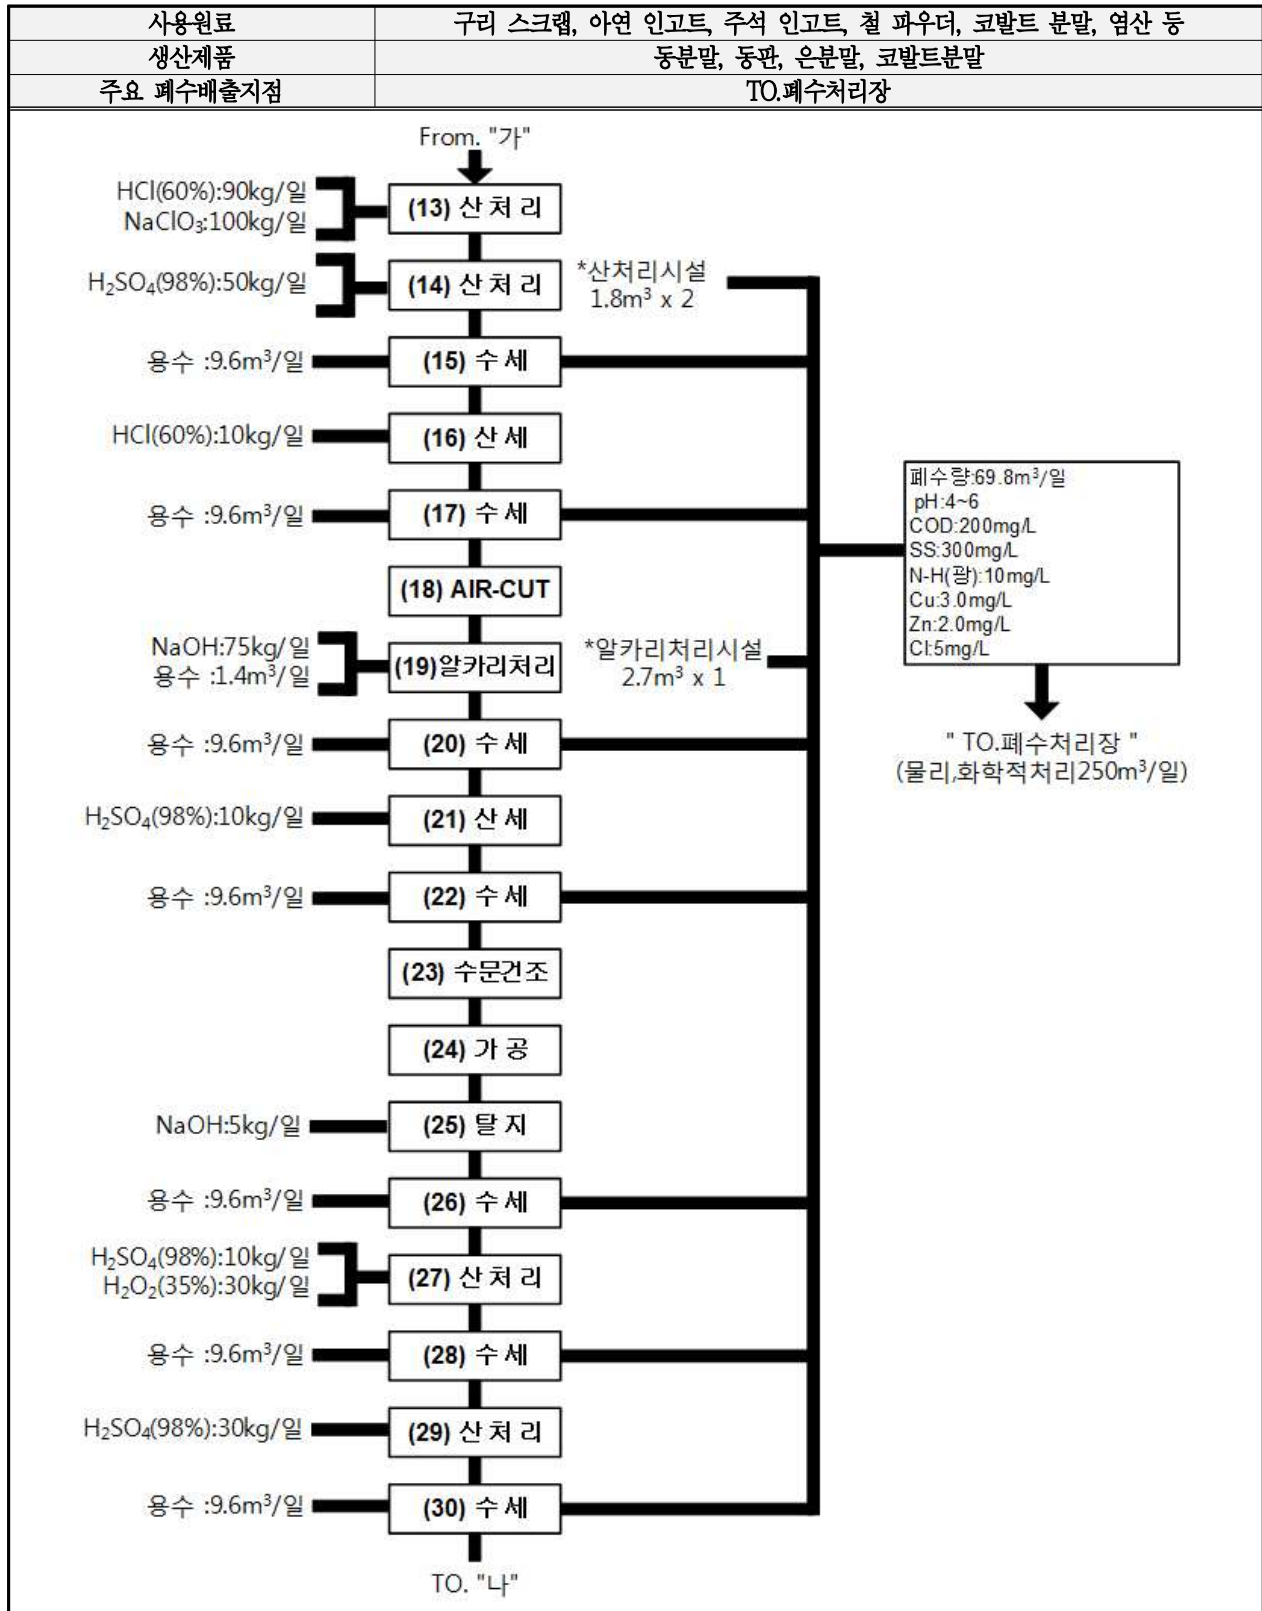 사용원료 구리 스크랩, 아연 인고트, 주석 인고트, 철 파우더, 코발트 분말, 염산 등
생산제품 동분말, 동판, 은분말, 코발트분말
주요 폐수배출지점 TO.폐수처리장
From. "가"
HCl(60%):90kg/일
NaClO₃:100kg/일
(13) 산 처 리
H₂SO₄(98%):50kg/일
(14) 산 처 리
*산처리시설
1.8m³ x 2
용수 :9.6m³/일
(15) 수 세
HCl(60%):10kg/일
(16) 산 세
용수 :9.6m³/일
(17) 수 세
폐수량:69.8m³/일
pH:4~6
COD:200mg/L
SS:300mg/L
N-H(광):10mg/L
Cu:3.0mg/L
Zn:2.0mg/L
Cl:5mg/L
(18) AIR-CUT
NaOH:75kg/일
용수 :1.4m³/일
(19)알카리처리
*알카리처리시설
2.7m³ x 1
용수 :9.6m³/일
(20) 수 세
" TO.폐수처리장 "
(물리,화학적처리250m³/일)
H₂SO₄(98%):10kg/일
(21) 산 세
용수 :9.6m³/일
(22) 수 세
(23) 수문건조
(24) 가 공
NaOH:5kg/일
(25) 탈 지
용수 :9.6m³/일
(26) 수 세
H₂SO₄(98%):10kg/일
H₂O₂(35%):30kg/일
(27) 산 처 리
용수 :9.6m³/일
(28) 수 세
H₂SO₄(98%):30kg/일
(29) 산 처 리
용수 :9.6m³/일
(30) 수 세
TO. "나"